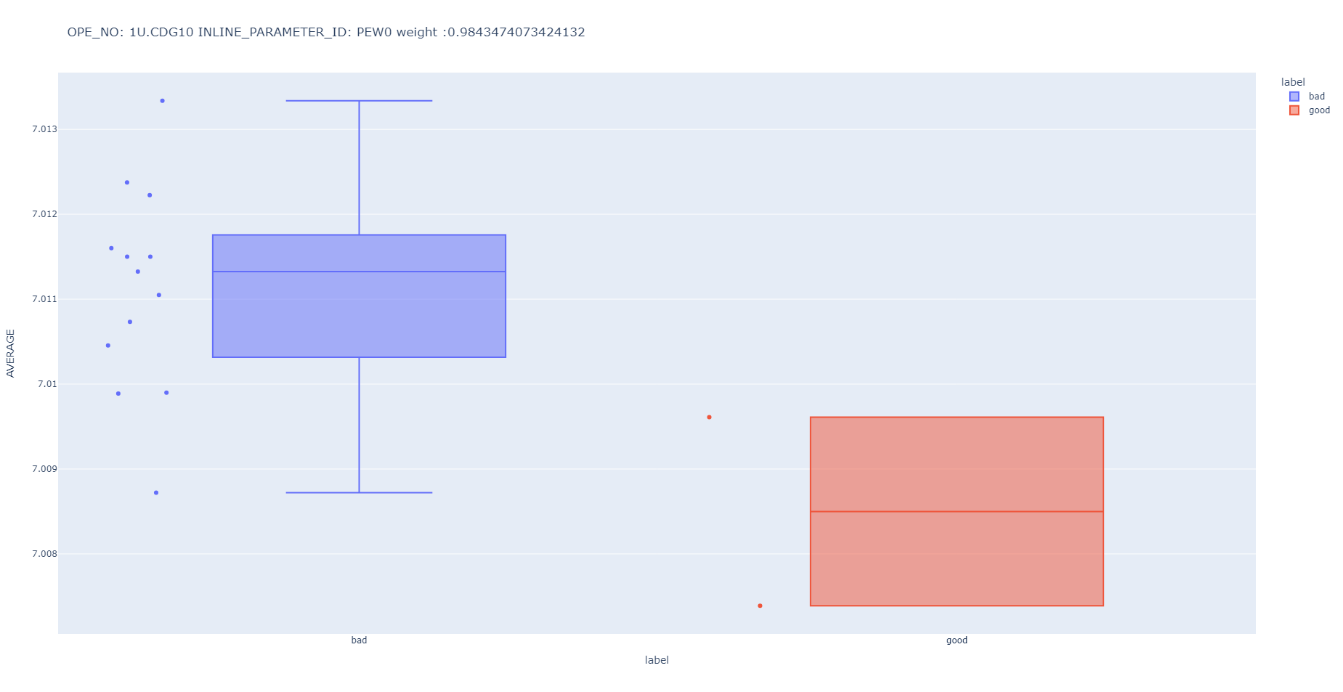 OPE_NO: 1U.CDG10 INLINE_PARAMETER_ID: PEW0 weight :0.9843474073424132
label
bad
good
7.013
7.012
7.011
7.01
7.009
7.008
AVERAGE
bad
good
label